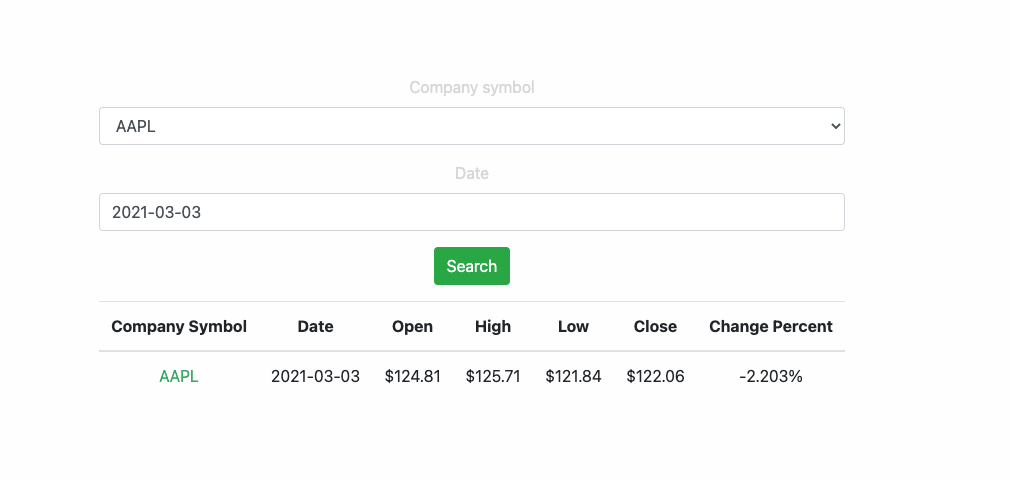 Company symbol
AAPL
Date
2021-03-03
Search
Company Symbol Date Open High Low Close Change Percent
AAPL 2021-03-03 $124.81 $125.71 $121.84 $122.06 -2.203%